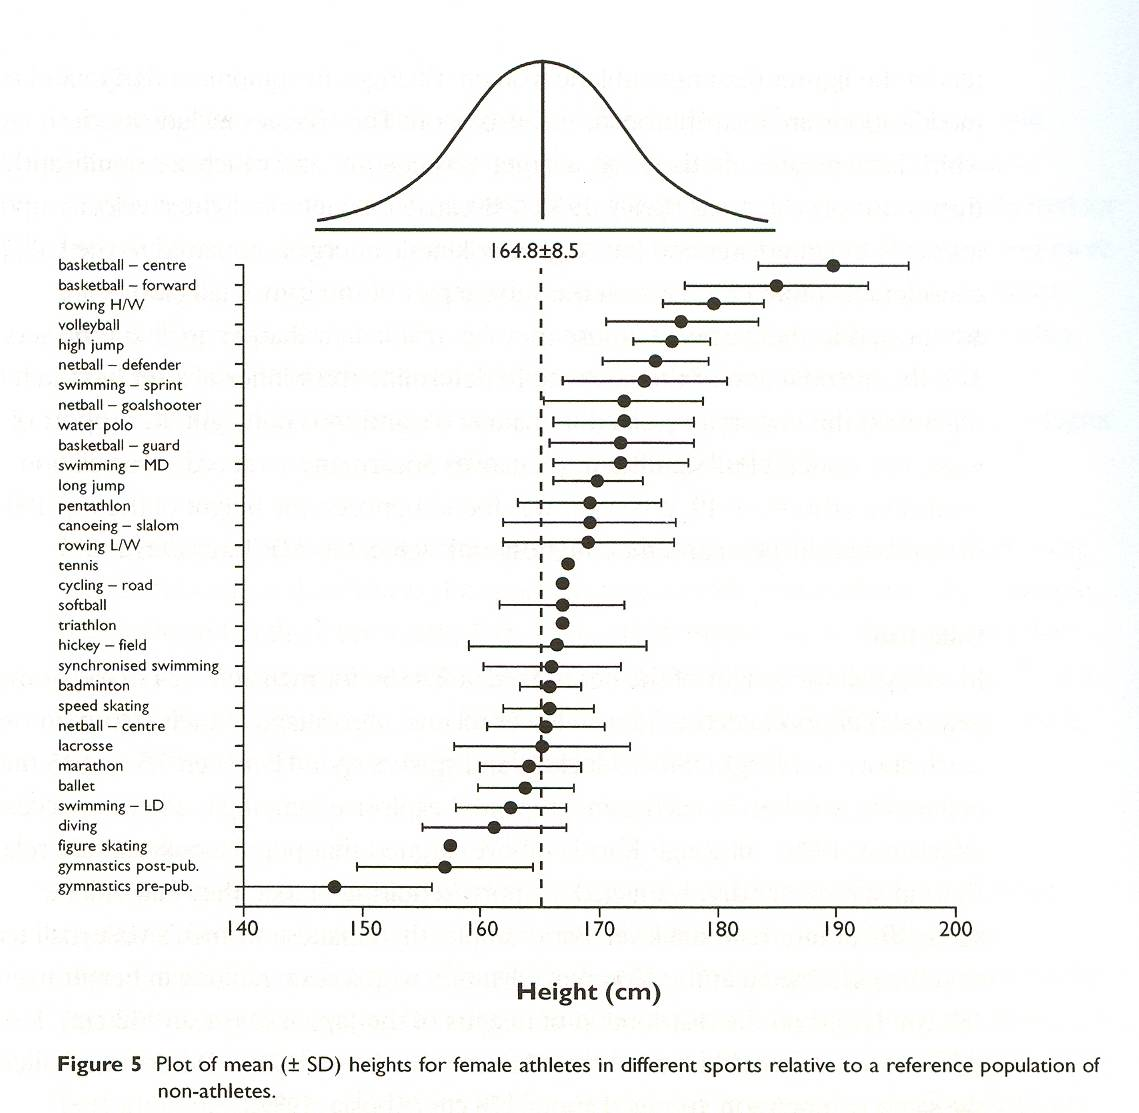 164.8±8.5
basketball – centre
basketball – forward
rowing H/W
volleyball
high jump
netball – defender
swimming – sprint
netball – goalshooter
water polo
basketball – guard
swimming – MD
long jump
pentathlon
canoeing – slalom
rowing L/W
tennis
cycling – road
softball
triathlon
hickey – field
synchronised swimming
badminton
speed skating
netball – centre
lacrosse
marathon
ballet
swimming – LD
diving
figure skating
gymnastics post-pub.
gymnastics pre-pub.
140 150 160 170 180 190 200
Height (cm)
Figure 5 Plot of mean (± SD) heights for female athletes in different sports relative to a reference population of
non-athletes.